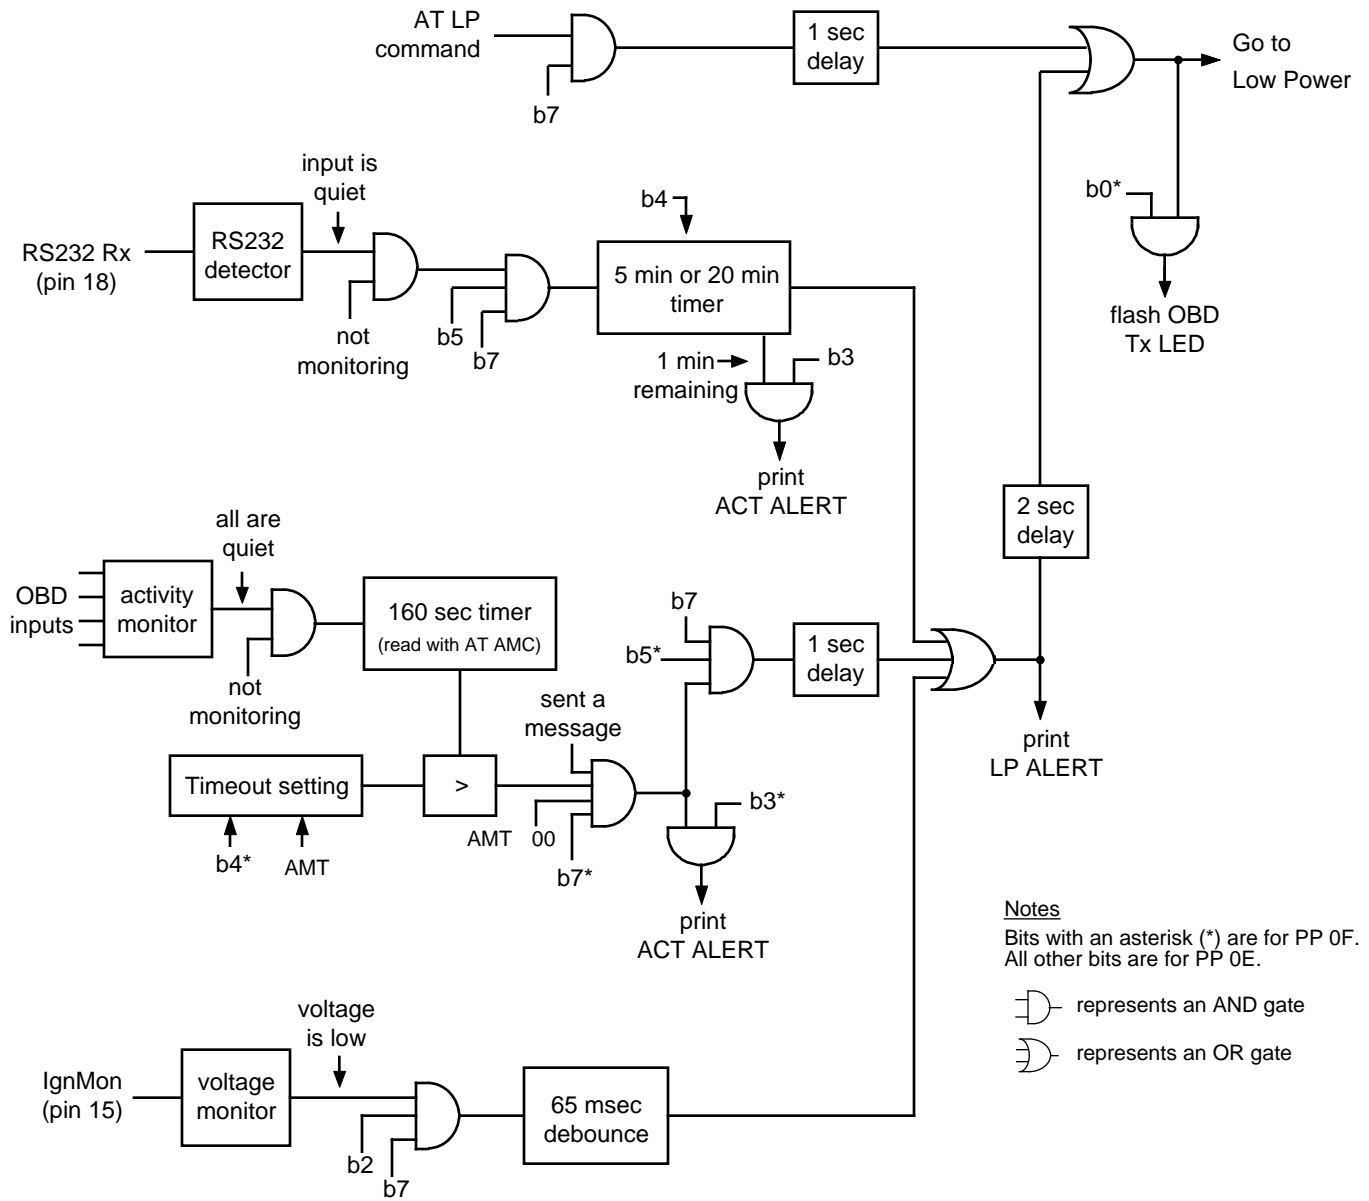 AT LP
command
b7
1 sec
delay
Go to
Low Power
b0*
flash OBD
Tx LED
input is
quiet
RS232 Rx
(pin 18)
RS232
detector
not
monitoring
b5
b7
b4
5 min or 20 min
timer
1 min
remaining
b3
print
ACT ALERT
2 sec
delay
all are
quiet
OBD
inputs
activity
monitor
not
monitoring
160 sec timer
(read with AT AMC)
Timeout setting
b4*
AMT
>
sent a
message
AMT
00
b7*
b7
b5*
1 sec
delay
b3*
print
ACT ALERT
print
LP ALERT
voltage
is low
IgnMon
(pin 15)
voltage
monitor
b2
b7
65 msec
debounce
Notes
Bits with an asterisk (*) are for PP 0F.
All other bits are for PP 0E.
represents an AND gate
represents an OR gate